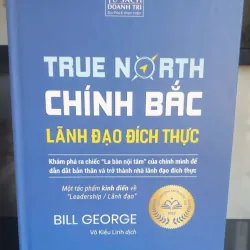 TỦ SÁCH
DOANH TRÍ
TRUE NORTH
CHÍNH BẮC
LÃNH ĐẠO ĐÍCH THỰC
Khám phá ra chiếc "La bàn nội tâm" của chính mình để
dẫn dắt bản thân và trở thành nhà lãnh đạo đích thực
Một tác phẩm kinh điển về
"Leadership / Lãnh đạo"
BILL GEORGE
Võ Kiều Linh dịch